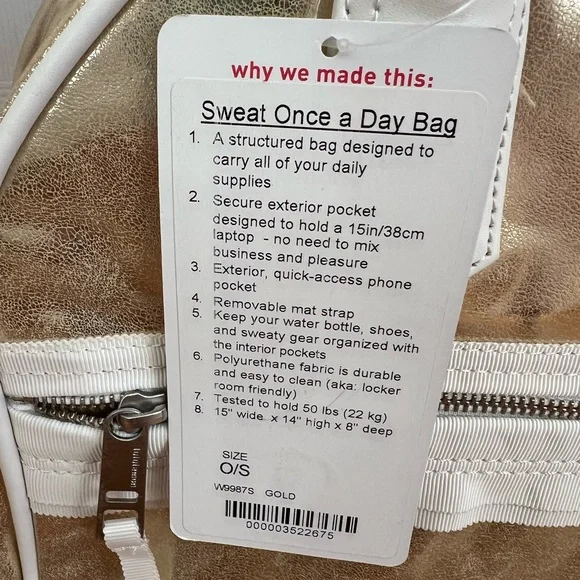 why we made this:
Sweat Once a Day Bag
1. A structured bag designed to
carry all of your daily
supplies
2. Secure exterior pocket
designed to hold a 15in/38cm
laptop - no need to mix
business and pleasure
3. Exterior, quick-access phone
pocket
4. Removable mat strap
5. Keep your water bottle, shoes,
and sweaty gear organized with
the interior pockets
6. Polyurethane fabric is durable
and easy to clean (aka: locker
room friendly)
7. Tested to hold 50 lbs (22 kg)
8. 15" wide x 14" high x 8" deep
SIZE
O/S
W9987S GOLD
000003522675
lululemon